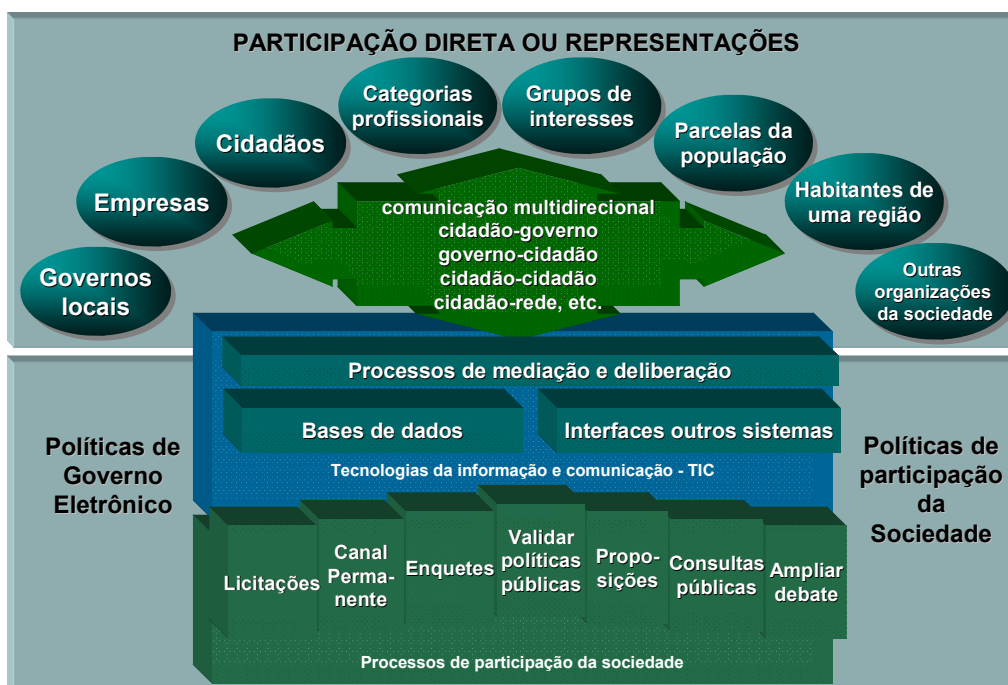 PARTICIPAÇÃO DIRETA OU REPRESENTAÇÕES
Governos
locais
Empresas
Cidadãos
Categorias
profissionais
Grupos de
interesses
Parcelas da
população
Habitantes de
uma região
Outras
organizações
da sociedade
comunicação multidirecional
cidadão-governo
governo-cidadão
cidadão-cidadão
cidadão-rede, etc.
Processos de mediação e deliberação
Bases de dados
Interfaces outros sistemas
Tecnologias da informação e comunicação - TIC
Políticas de
Governo
Eletrônico
Políticas de
participação
da
Sociedade
Licitações
Canal
Perma-
nente
Enquetes
Validar
políticas
públicas
Propo-
sições
Consultas
públicas
Ampliar
debate
Processos de participação da sociedade